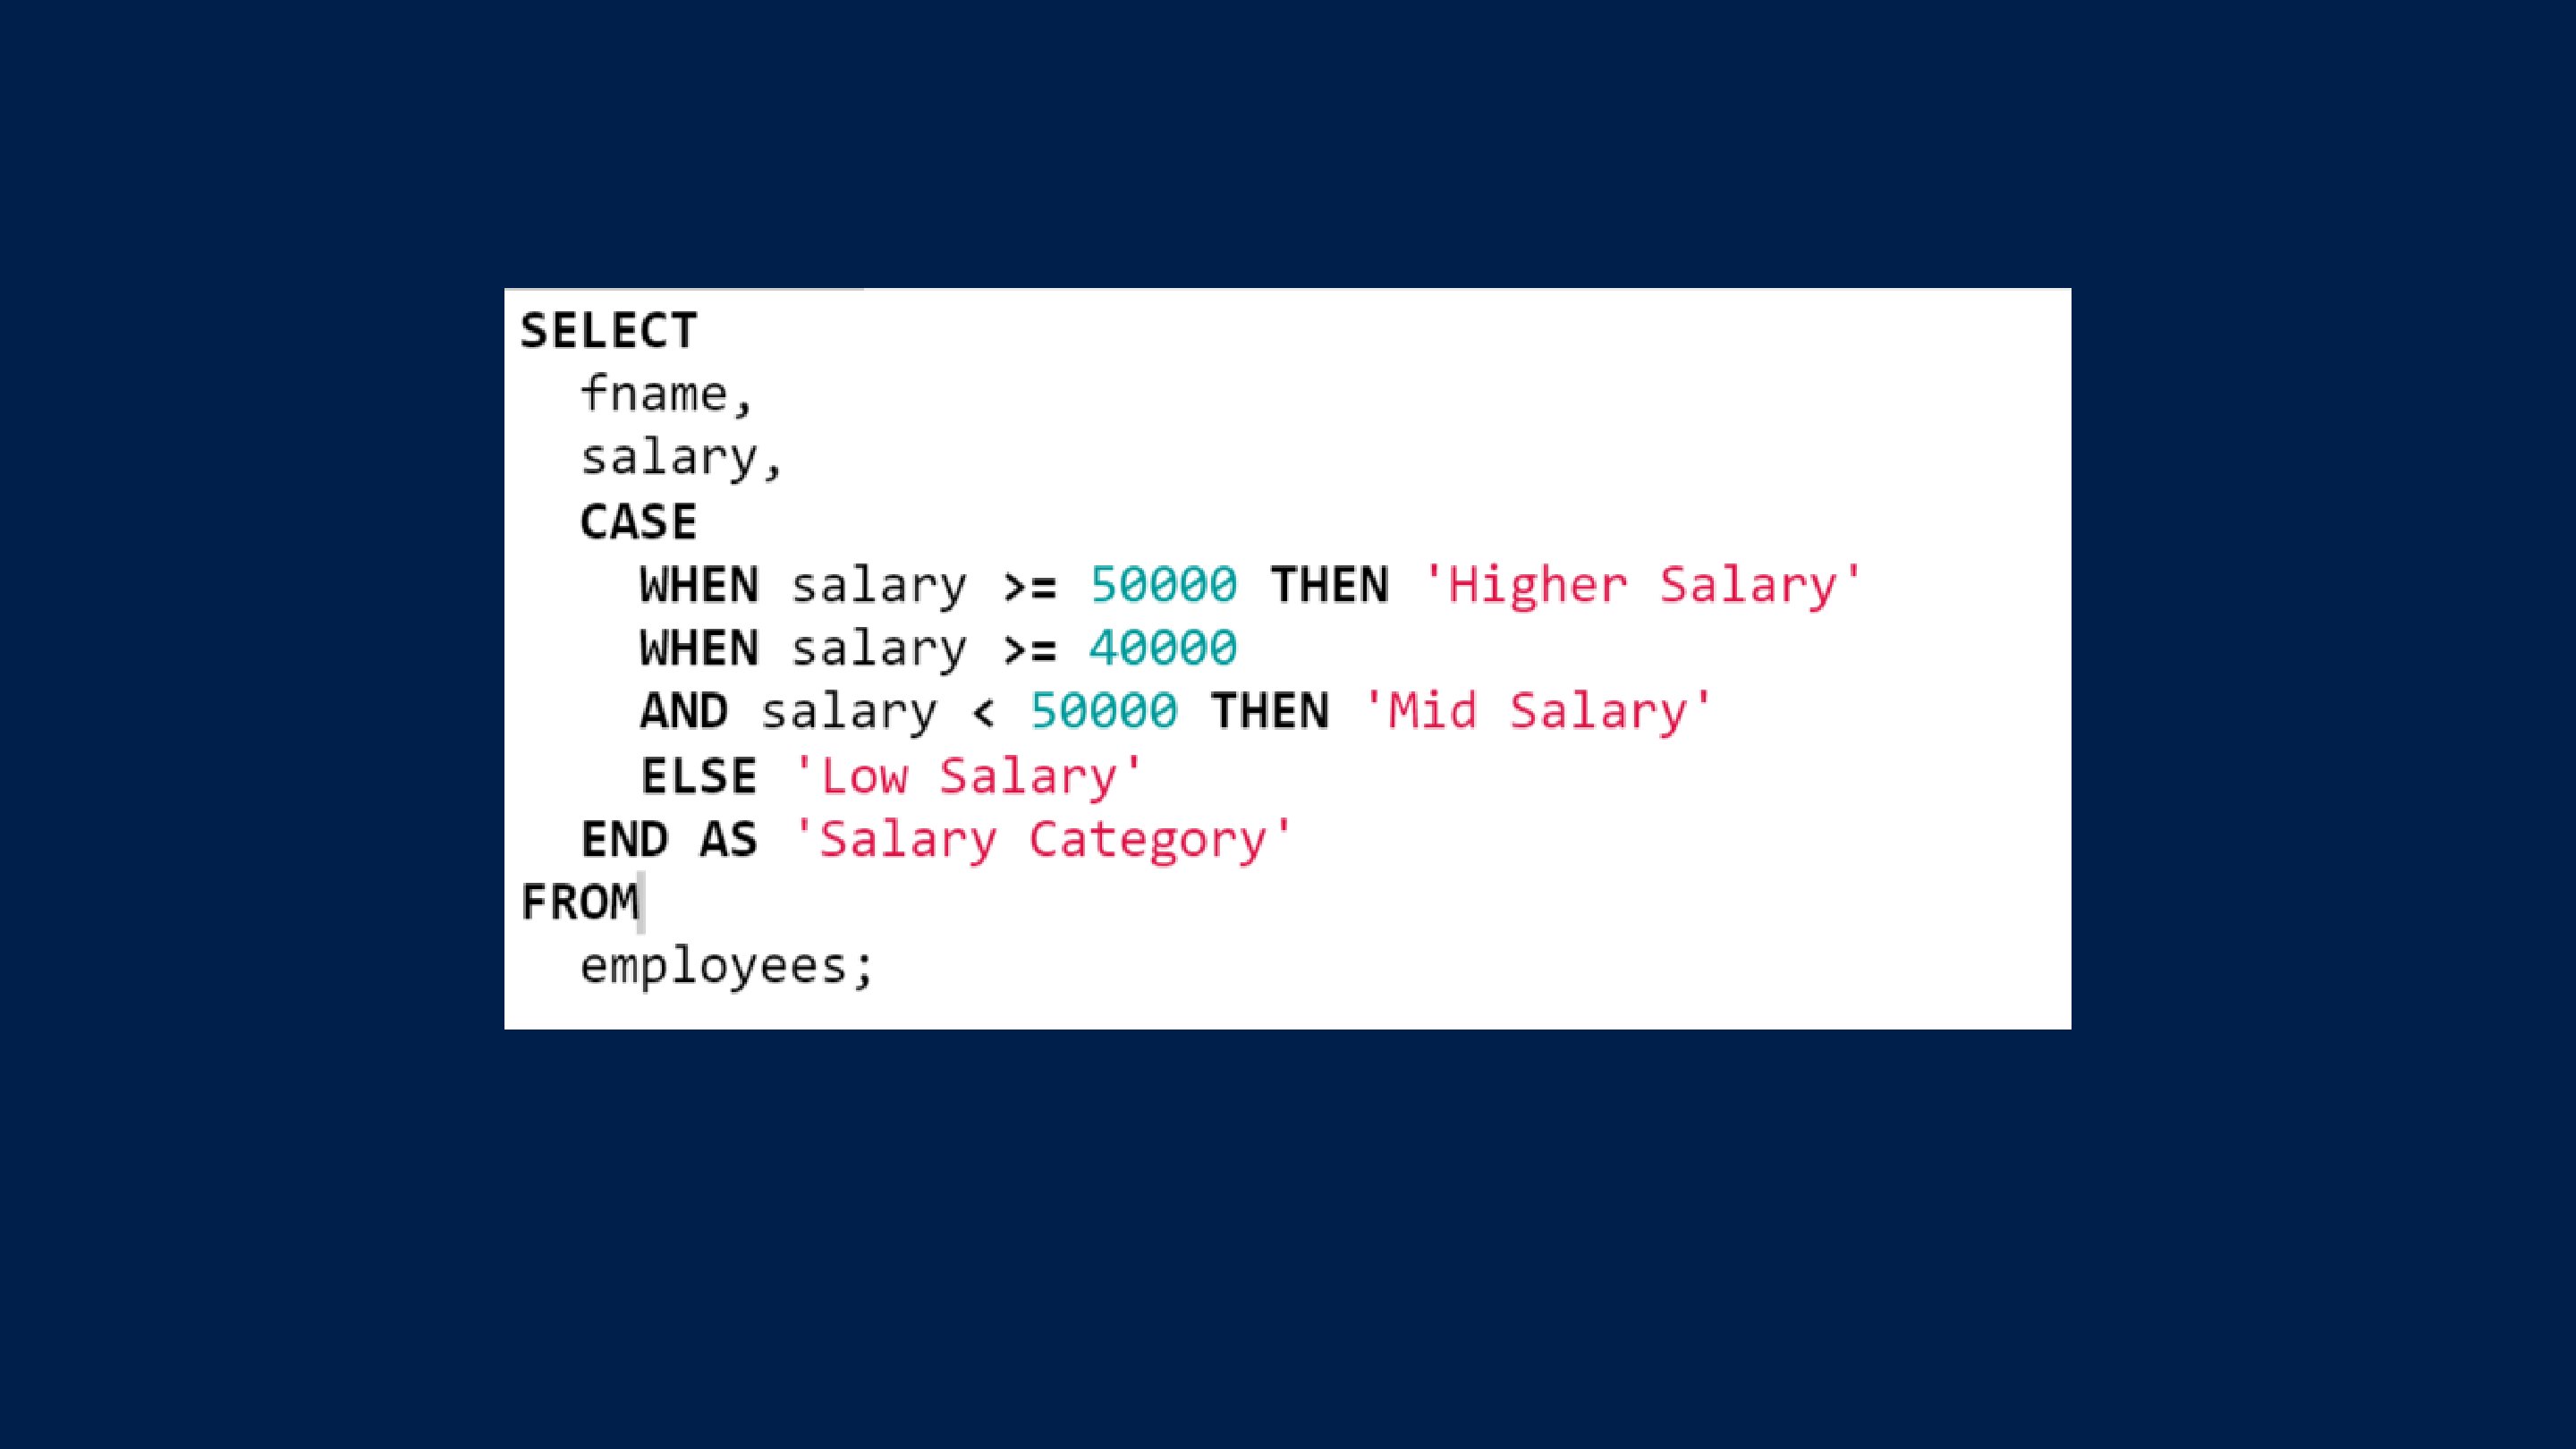 SELECT
fname,
salary,
CASE
WHEN salary >= 50000 THEN 'Higher Salary'
WHEN salary >= 40000
AND salary < 50000 THEN 'Mid Salary'
ELSE 'Low Salary'
END AS 'Salary Category'
FROM
employees;